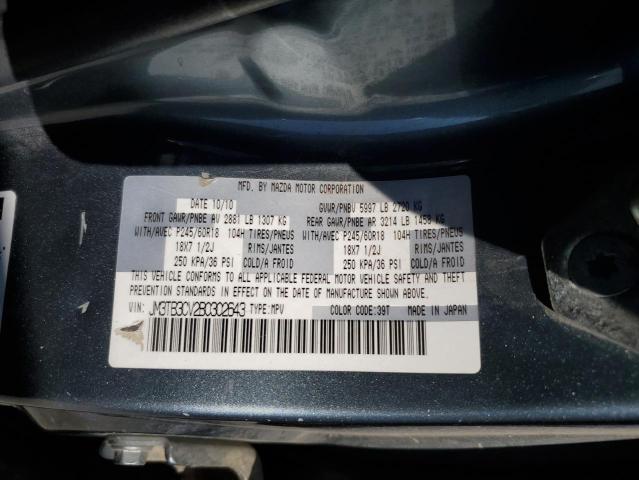 MFD. BY MAZDA MOTOR CORPORATION
DATE 10/10 GVWR/PNBV 5997 LB 2720 KG
FRONT GAWR/PNBE AV 2881 LB 1307 KG REAR GAWR/PNBE AR 3214 LB 1458 KG
WITH/AVEC P245/60R18 104H TIRES/PNEUS WITH/AVEC P245/60R18 104H TIRES/PNEUS
18X7 1/2J RIMS/JANTES 18X7 1/2J RIMS/JANTES
250 KPA/36 PSI COLD/A FROID 250 KPA/36 PSI COLD/A FROID
THIS VEHICLE CONFORMS TO ALL APPLICABLE FEDERAL MOTOR VEHICLE SAFETY AND THEFT
PREVENTION STANDARDS IN EFFECT ON THE DATE OF MANUFACTURE SHOWN ABOVE.
VIN: JM3TB3CV2B0302643 TYPE:MPV COLOR CODE:39T MADE IN JAPAN